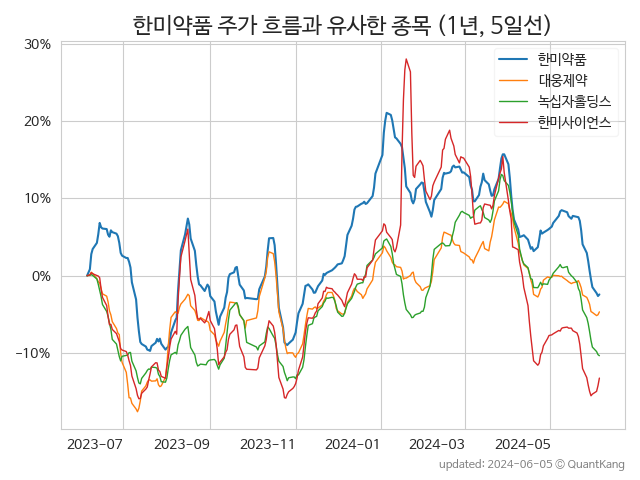 한미약품 주가 흐름과 유사한 종목 (1년, 5일선)
30%
20%
10%
0%
−10%
한미약품
대웅제약
녹십자홀딩스
한미사이언스
2023-07
2023-09
2023-11
2024-01
2024-03
2024-05
updated: 2024-06-05 © QuantKang